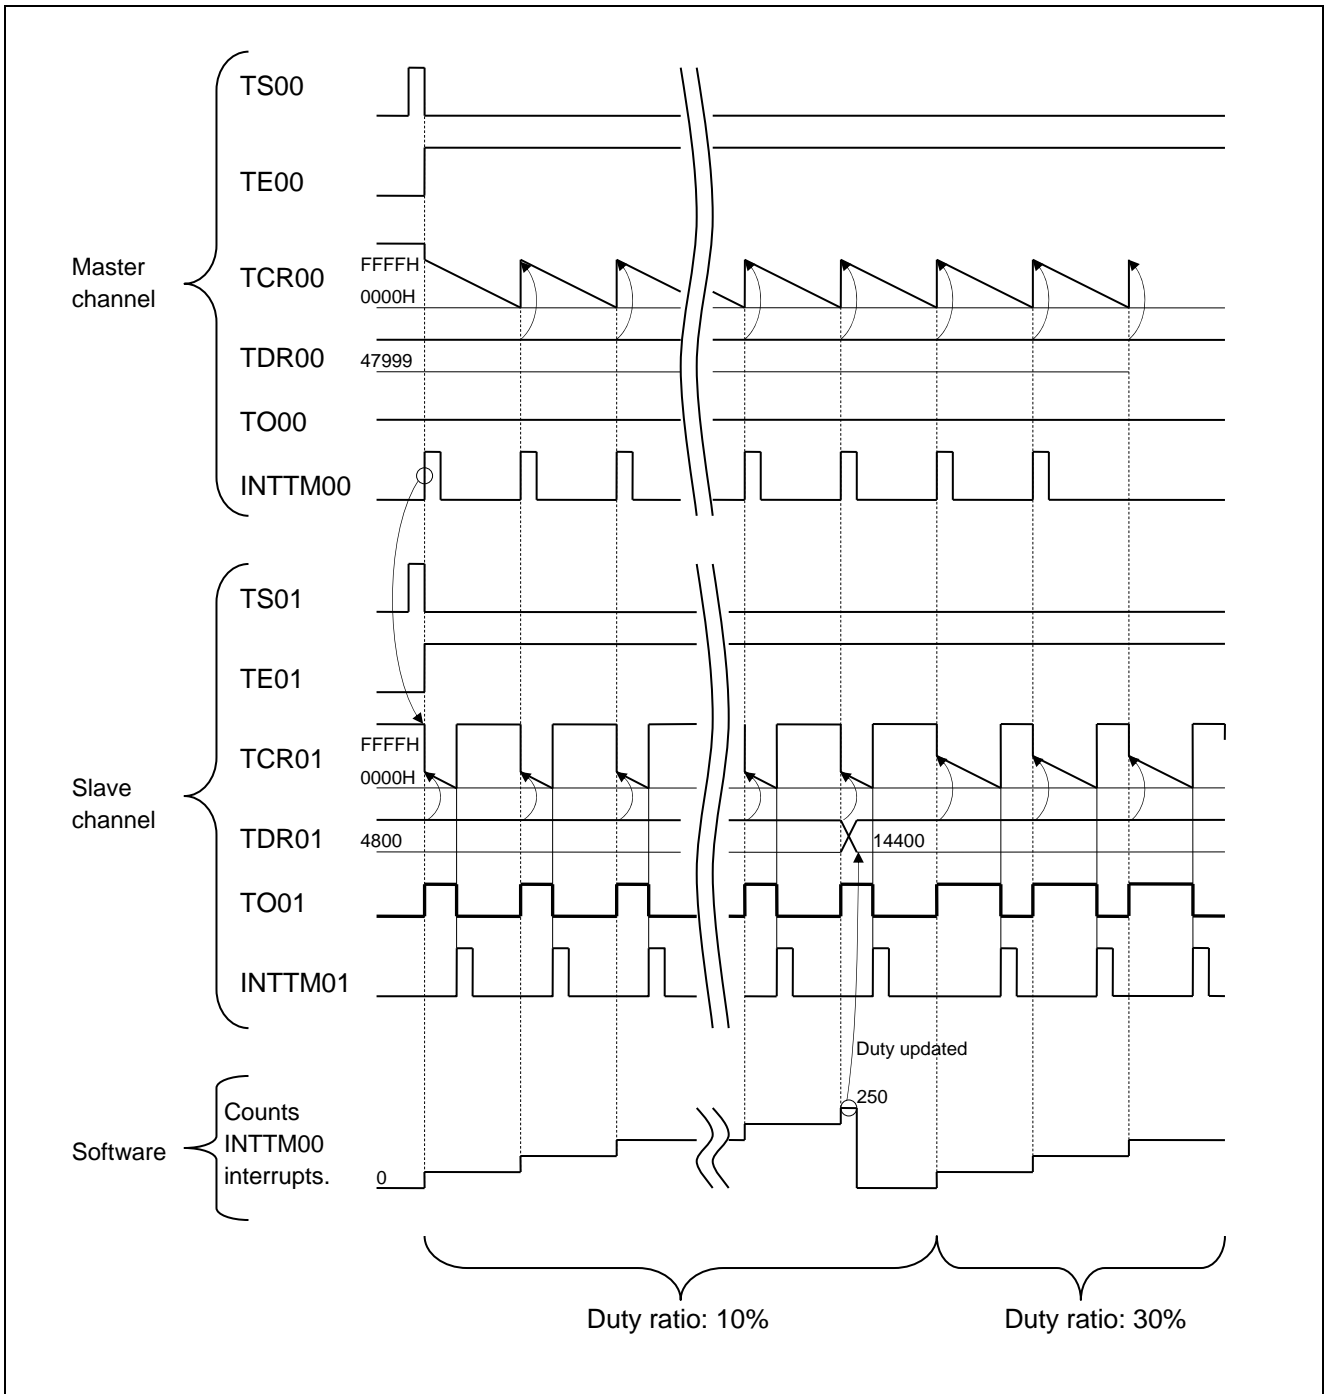 Master
channel
TS00
TE00
TCR00
FFFFH
0000H
TDR00
47999
TO00
INTTM00
Slave
channel
TS01
TE01
TCR01
FFFFH
0000H
TDR01
4800
14400
TO01
INTTM01
Duty updated
250
Software
Counts
INTTM00
interrupts.
0
Duty ratio: 10%
Duty ratio: 30%